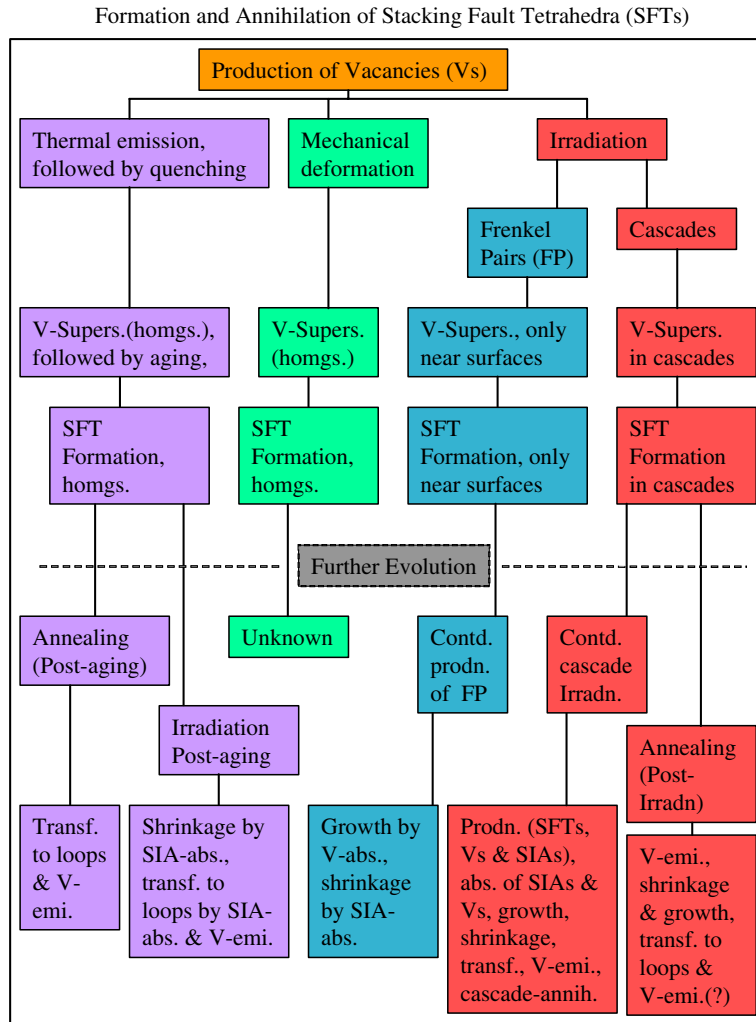 Formation and Annihilation of Stacking Fault Tetrahedra (SFTs)
Production of Vacancies (Vs)
Thermal emission,
followed by quenching
Mechanical
deformation
Irradiation
Frenkel
Pairs (FP)
Cascades
V-Supers.(homgs.),
followed by aging,
V-Supers.
(homgs.)
V-Supers., only
near surfaces
V-Supers.
in cascades
SFT
Formation,
homgs.
SFT
Formation,
homgs.
SFT
Formation, only
near surfaces
SFT
Formation
in cascades
Further Evolution
Annealing
(Post-aging)
Unknown
Contd.
prodn.
of FP
Contd.
cascade
Irradn.
Irradiation
Post-aging
Annealing
(Post-
Irradn)
Transf.
to loops
& V-
emi.
Shrinkage by
SIA-abs.,
transf. to
loops by SIA-
abs. & V-emi.
Growth by
V-abs.,
shrinkage
by SIA-
abs.
Prodn. (SFTs,
Vs & SIAs),
abs. of SIAs &
Vs, growth,
shrinkage,
transf., V-emi.,
cascade-annih.
V-emi.,
shrinkage
& growth,
transf. to
loops &
V-emi.(?)